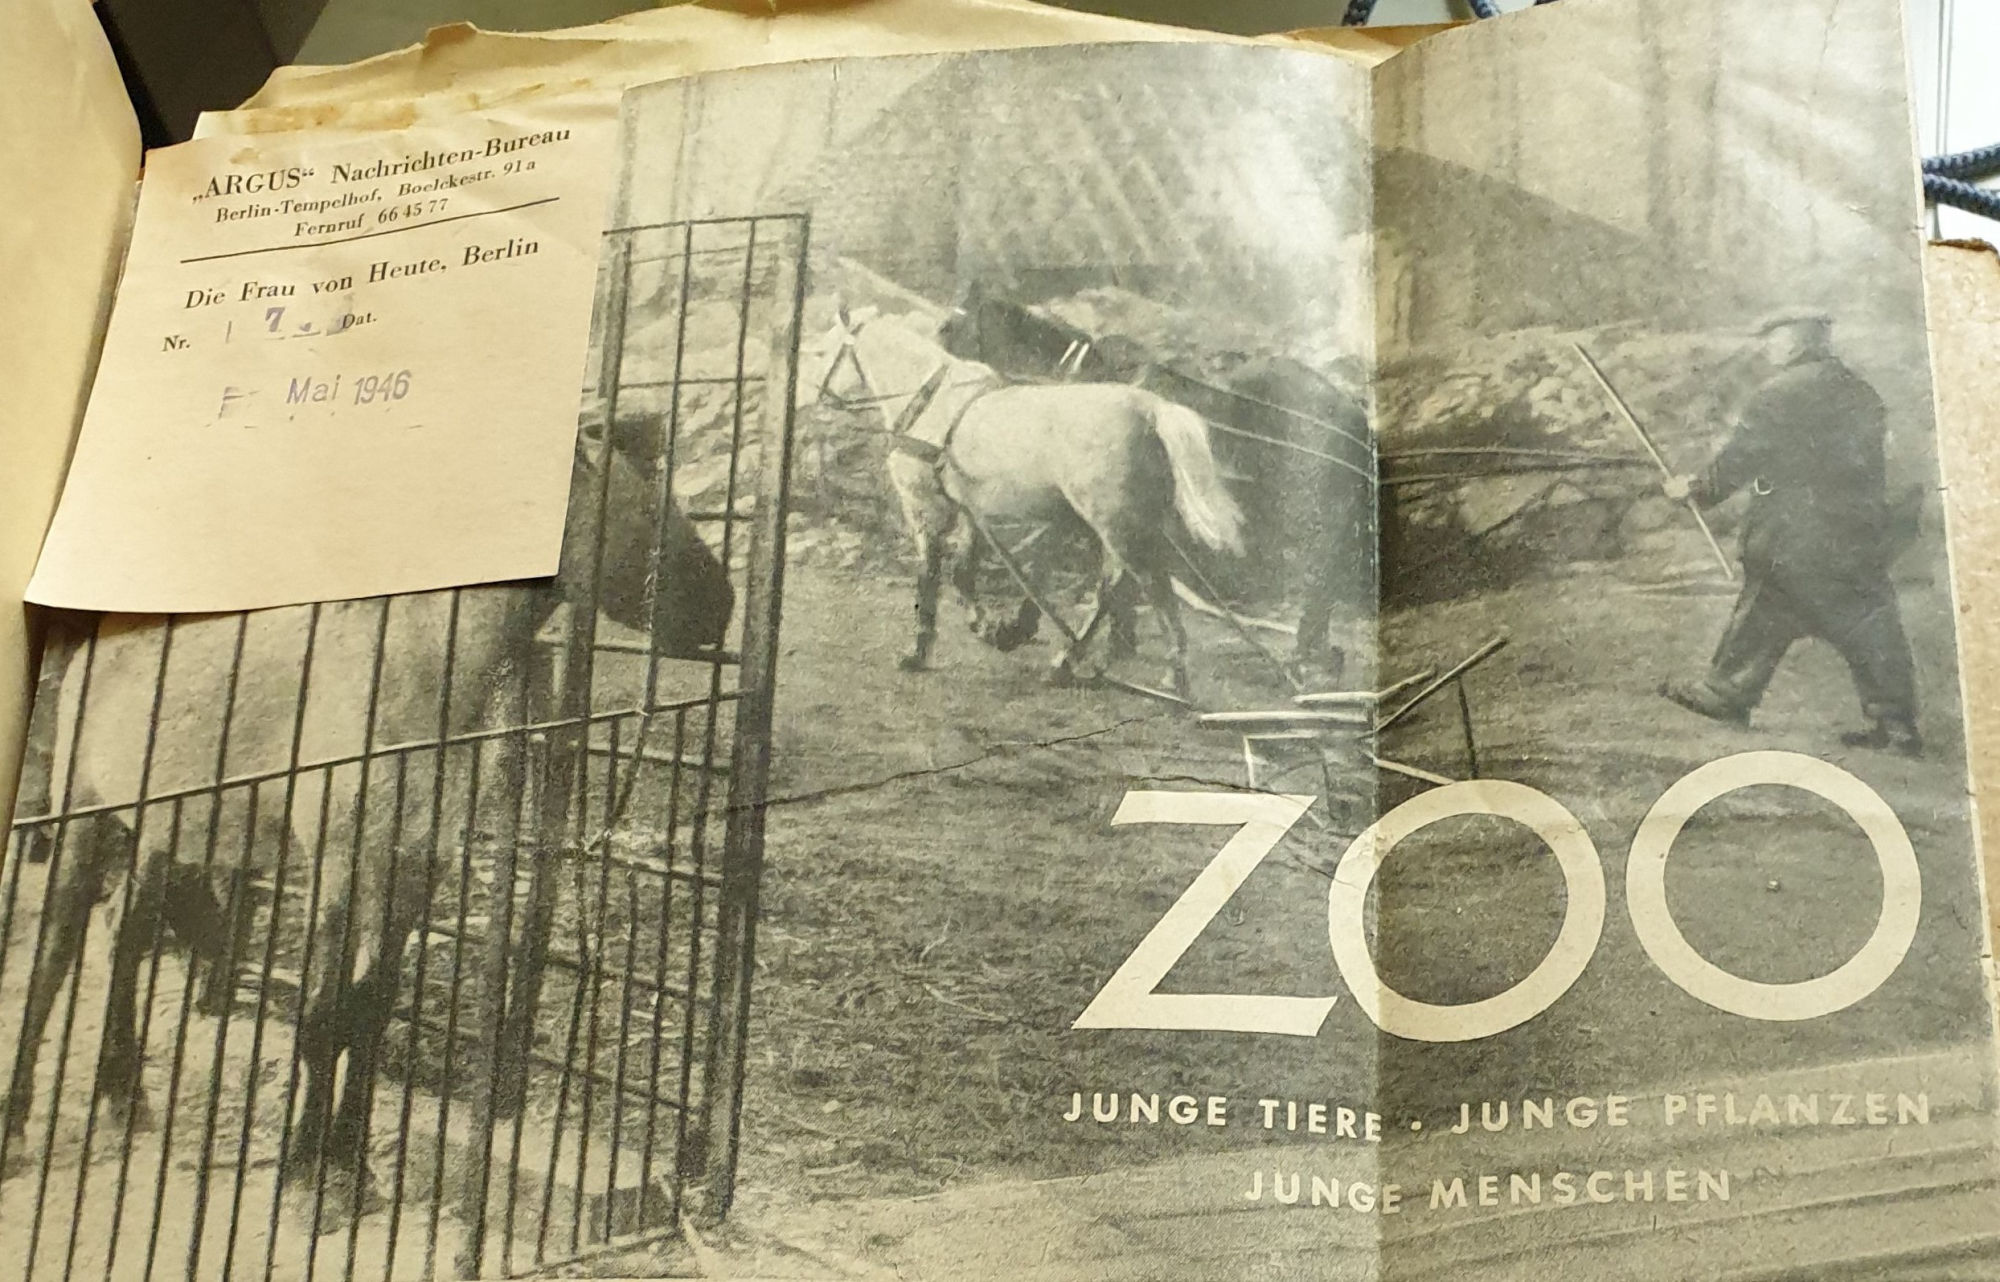 „ARGUS“ Nachrichten-Bureau
Berlin-Tempelhof, Boelckestr. 91a
Fernruf 66 45 77
Die Frau von Heute, Berlin
Nr. 7. Dat.
Mai 1946
ZOO
JUNGE TIERE · JUNGE PFLANZEN
JUNGE MENSCHEN